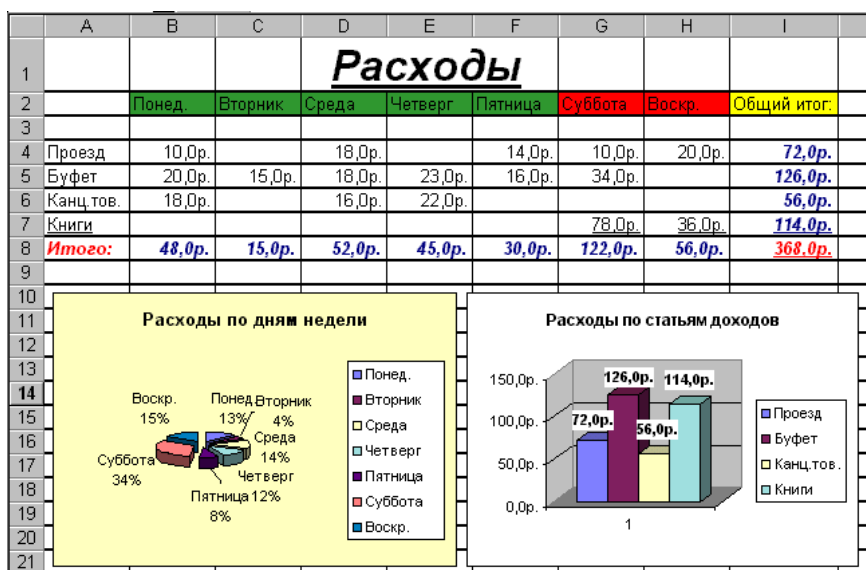 A B C D E F G H I
1 Расходы
2 Понед. Вторник Среда Четверг Пятница Суббота Воскр. Общий итог:
3
4 Проезд 10,0р. 18,0р. 14,0р. 10,0р. 20,0р. 72,0р.
5 Буфет 20,0р. 15,0р. 18,0р. 23,0р. 16,0р. 34,0р. 126,0р.
6 Канц.тов. 18,0р. 16,0р. 22,0р. 56,0р.
7 Книги 78,0р. 36,0р. 114,0р.
8 Итого: 48,0р. 15,0р. 52,0р. 45,0р. 30,0р. 122,0р. 56,0р. 368,0р.
9
10
11
12
13
14
15
16
17
18
19
20
21
Расходы по дням недели
Понед.
13%
Вторник
4%
Среда
14%
Четверг
12%
Пятница
8%
Суббота
34%
Воскр.
15%
Понед.
Вторник
Среда
Четверг
Пятница
Суббота
Воскр.
Расходы по статьям доходов
150,0р.
100,0р.
50,0р.
0,0р.
72,0р.
126,0р.
56,0р.
114,0р.
1
Проезд
Буфет
Канц.тов.
Книги